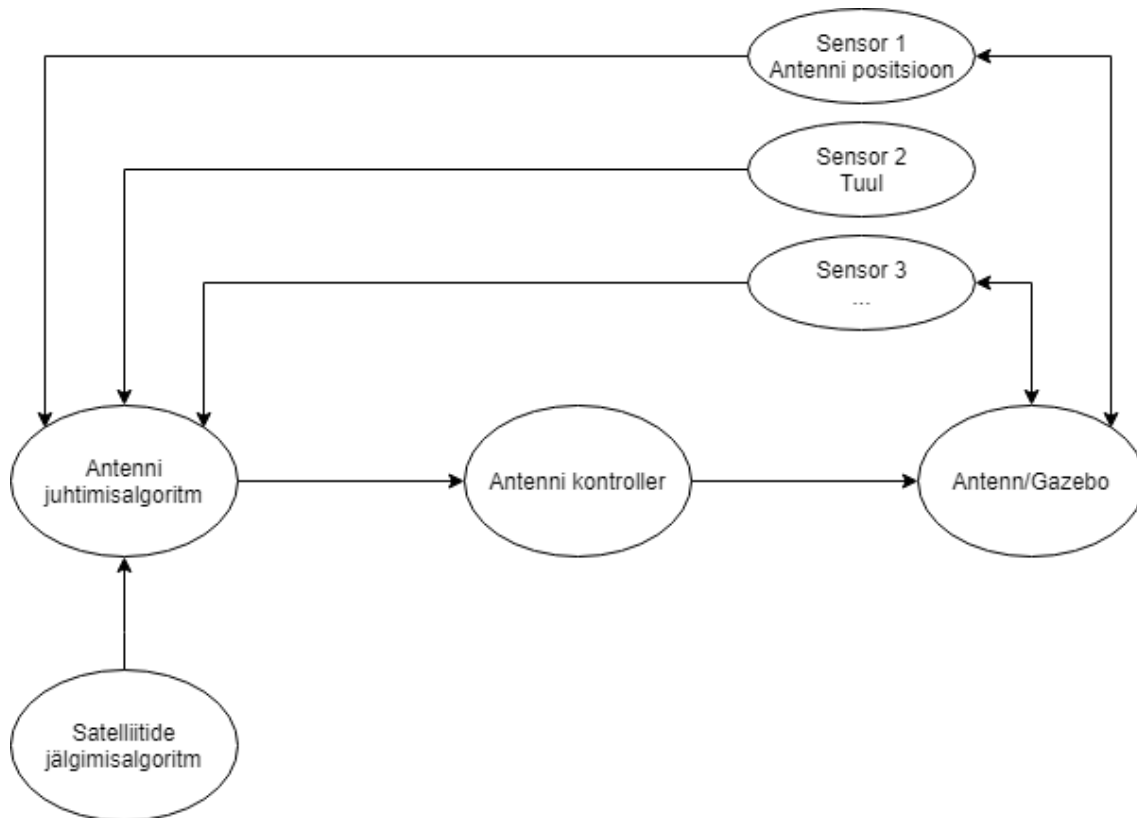 Sensor 1
Antenni positsioon
Sensor 2
Tuul
Sensor 3
...
Antenni
juhtimisalgoritm
Antenni kontroller
Antenn/Gazebo
Satelliitide
jälgimisalgoritm